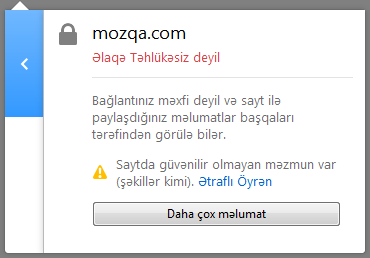 mozqa.com
Əlaqə Təhlükəsiz deyil
Bağlantınız məxfi deyil və sayt ilə
paylaşdığınız məlumatlar başqaları
tərəfindən görülə bilər.
Saytda güvənilir olmayan məzmun var
(şəkillər kimi). Ətraflı Öyrən
Daha çox məlumat